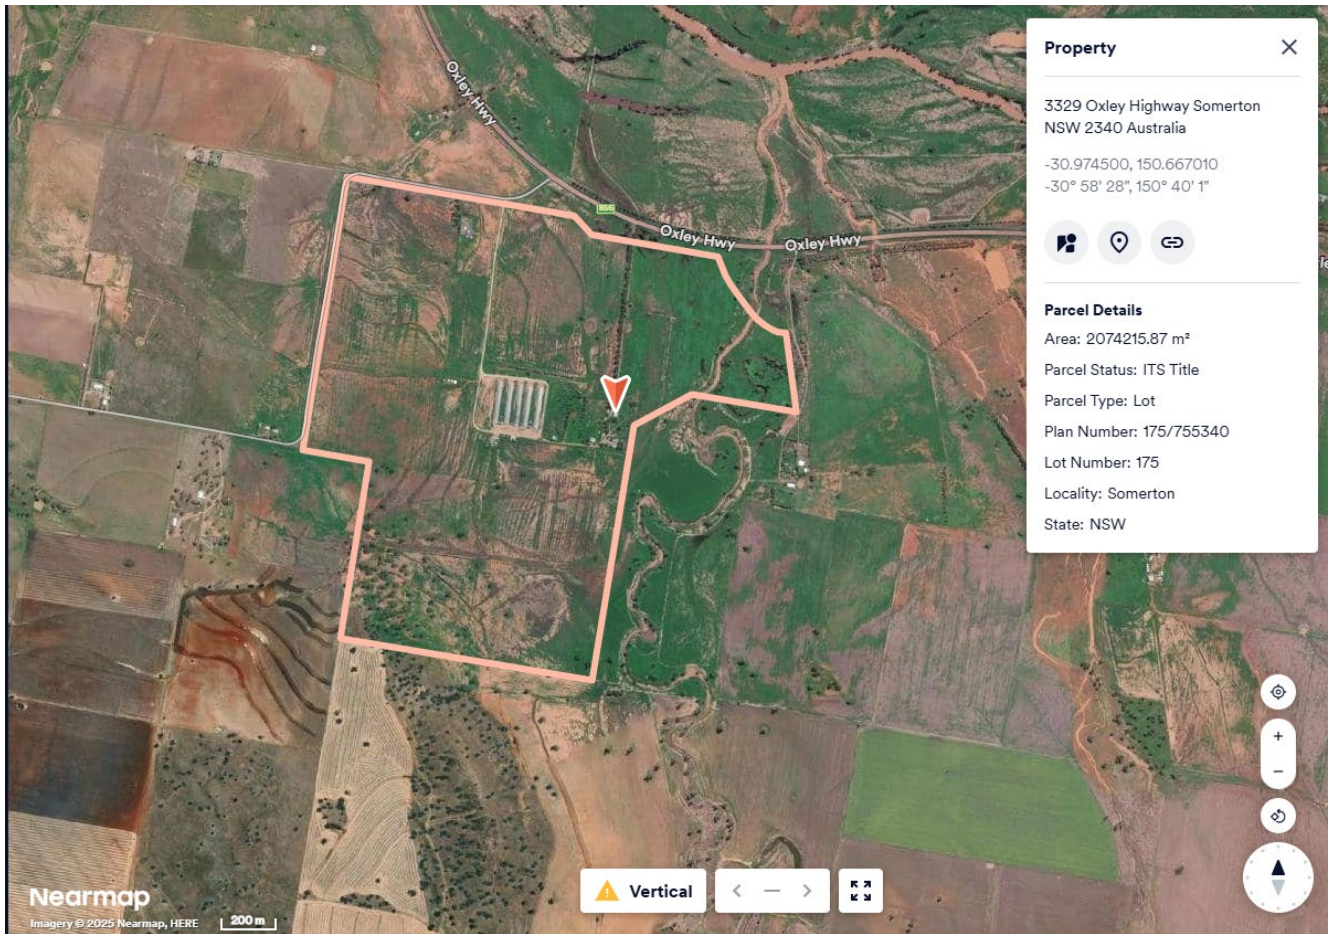 Oxley Hwy
Oxley Hwy
Oxley Hwy
B56
Property
3329 Oxley Highway Somerton
NSW 2340 Australia
-30.974500, 150.667010
-30° 58' 28", 150° 40' 1"
Parcel Details
Area: 2074215.87 m²
Parcel Status: ITS Title
Parcel Type: Lot
Plan Number: 175/755340
Lot Number: 175
Locality: Somerton
State: NSW
Vertical
Nearmap
Imagery © 2025 Nearmap, HERE
200 m